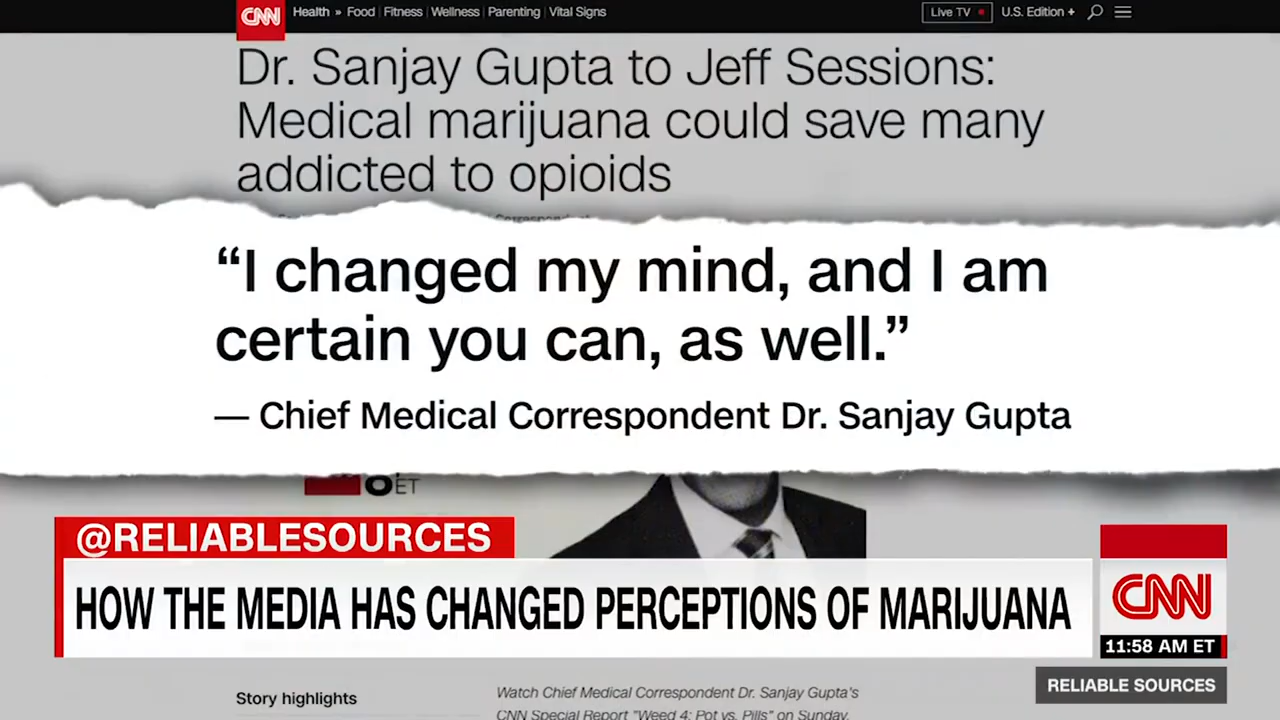 CNN Health » Food | Fitness | Wellness | Parenting | Vital Signs Live TV U.S. Edition +
Dr. Sanjay Gupta to Jeff Sessions:
Medical marijuana could save many
addicted to opioids
“I changed my mind, and I am
certain you can, as well.”
— Chief Medical Correspondent Dr. Sanjay Gupta
ET
@RELIABLESOURCES
HOW THE MEDIA HAS CHANGED PERCEPTIONS OF MARIJUANA
CNN
11:58 AM ET
RELIABLE SOURCES
Story highlights
Watch Chief Medical Correspondent Dr. Sanjay Gupta's
CNN Special Report "Weed 4: Pot vs. Pills" on Sunday,